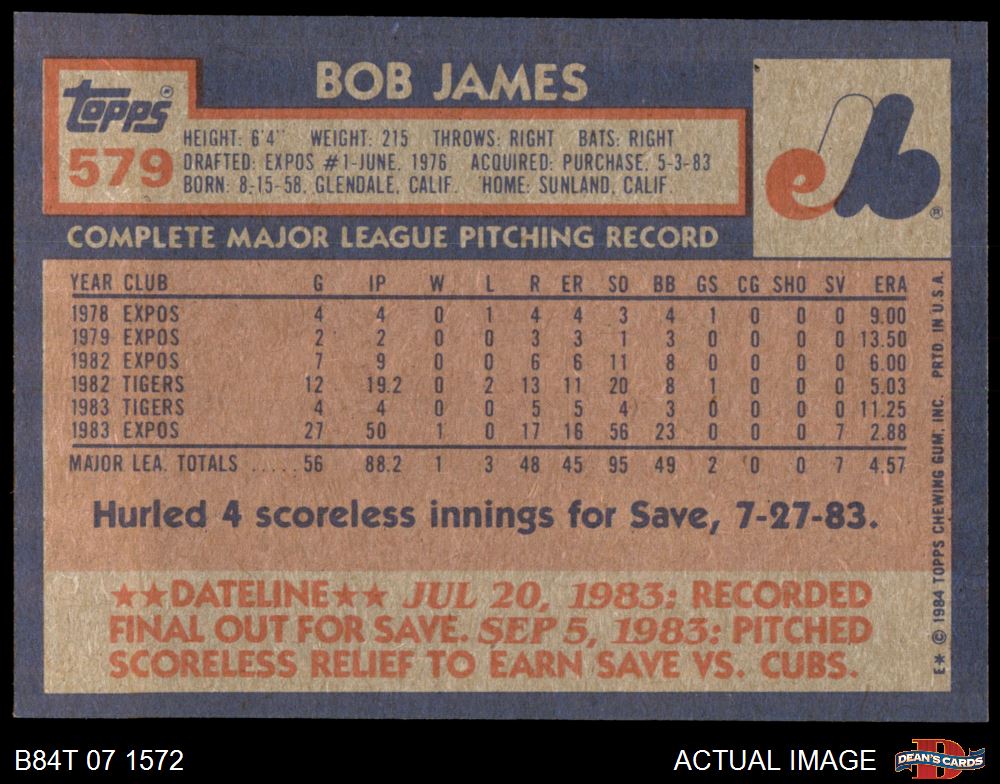 BOB JAMES
Topps®
579
HEIGHT: 6'4" WEIGHT: 215 THROWS: RIGHT BATS: RIGHT
DRAFTED: EXPOS #1-JUNE, 1976 ACQUIRED: PURCHASE, 5-3-83
BORN: 8-15-58, GLENDALE, CALIF. HOME: SUNLAND, CALIF.
eb®
COMPLETE MAJOR LEAGUE PITCHING RECORD
YEAR CLUB G IP W L R ER SO BB GS CG SHO SV ERA
1978 EXPOS 4 4 0 1 4 4 3 4 1 0 0 0 9.00
1979 EXPOS 2 2 0 0 3 3 1 3 0 0 0 0 13.50
1982 EXPOS 7 9 0 0 6 6 11 8 0 0 0 0 6.00
1982 TIGERS 12 19.2 0 2 13 11 20 8 1 0 0 0 5.03
1983 TIGERS 4 4 0 0 5 5 4 3 0 0 0 0 11.25
1983 EXPOS 27 50 1 0 17 16 56 23 0 0 0 7 2.88
MAJOR LEA. TOTALS ..... 56 88.2 1 3 48 45 95 49 2 0 0 7 4.57
Hurled 4 scoreless innings for Save, 7-27-83.
★★DATELINE★★ JUL 20, 1983: RECORDED
FINAL OUT FOR SAVE. SEP 5, 1983: PITCHED
SCORELESS RELIEF TO EARN SAVE VS. CUBS.
E* © 1984 TOPPS CHEWING GUM, INC. PRTD. IN U.S.A.
B84T 07 1572
ACTUAL IMAGE
D
DEAN'S CARDS